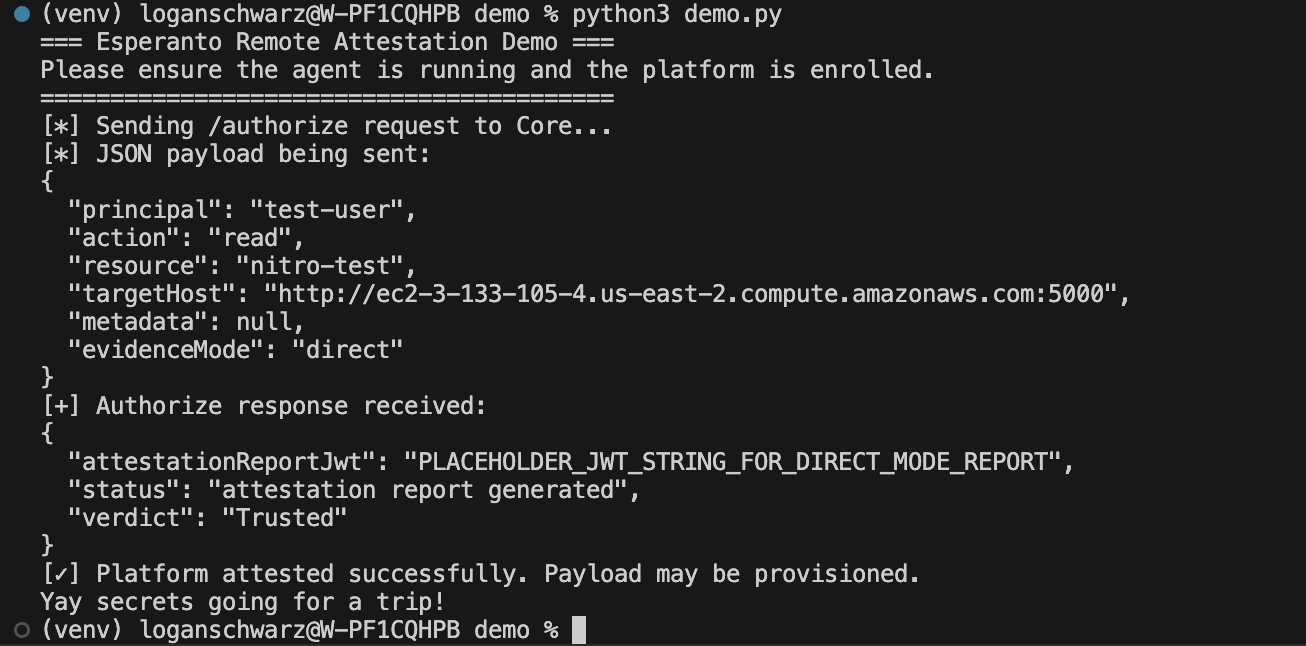 (venv) loganschwarz@W-PF1CQHPB demo % python3 demo.py
=== Esperanto Remote Attestation Demo ===
Please ensure the agent is running and the platform is enrolled.
=========================================
[*] Sending /authorize request to Core...
[*] JSON payload being sent:
{
  "principal": "test-user",
  "action": "read",
  "resource": "nitro-test",
  "targetHost": "http://ec2-3-133-105-4.us-east-2.compute.amazonaws.com:5000",
  "metadata": null,
  "evidenceMode": "direct"
}
[+] Authorize response received:
{
  "attestationReportJwt": "PLACEHOLDER_JWT_STRING_FOR_DIRECT_MODE_REPORT",
  "status": "attestation report generated",
  "verdict": "Trusted"
}
[✓] Platform attested successfully. Payload may be provisioned.
Yay secrets going for a trip!
(venv) loganschwarz@W-PF1CQHPB demo %